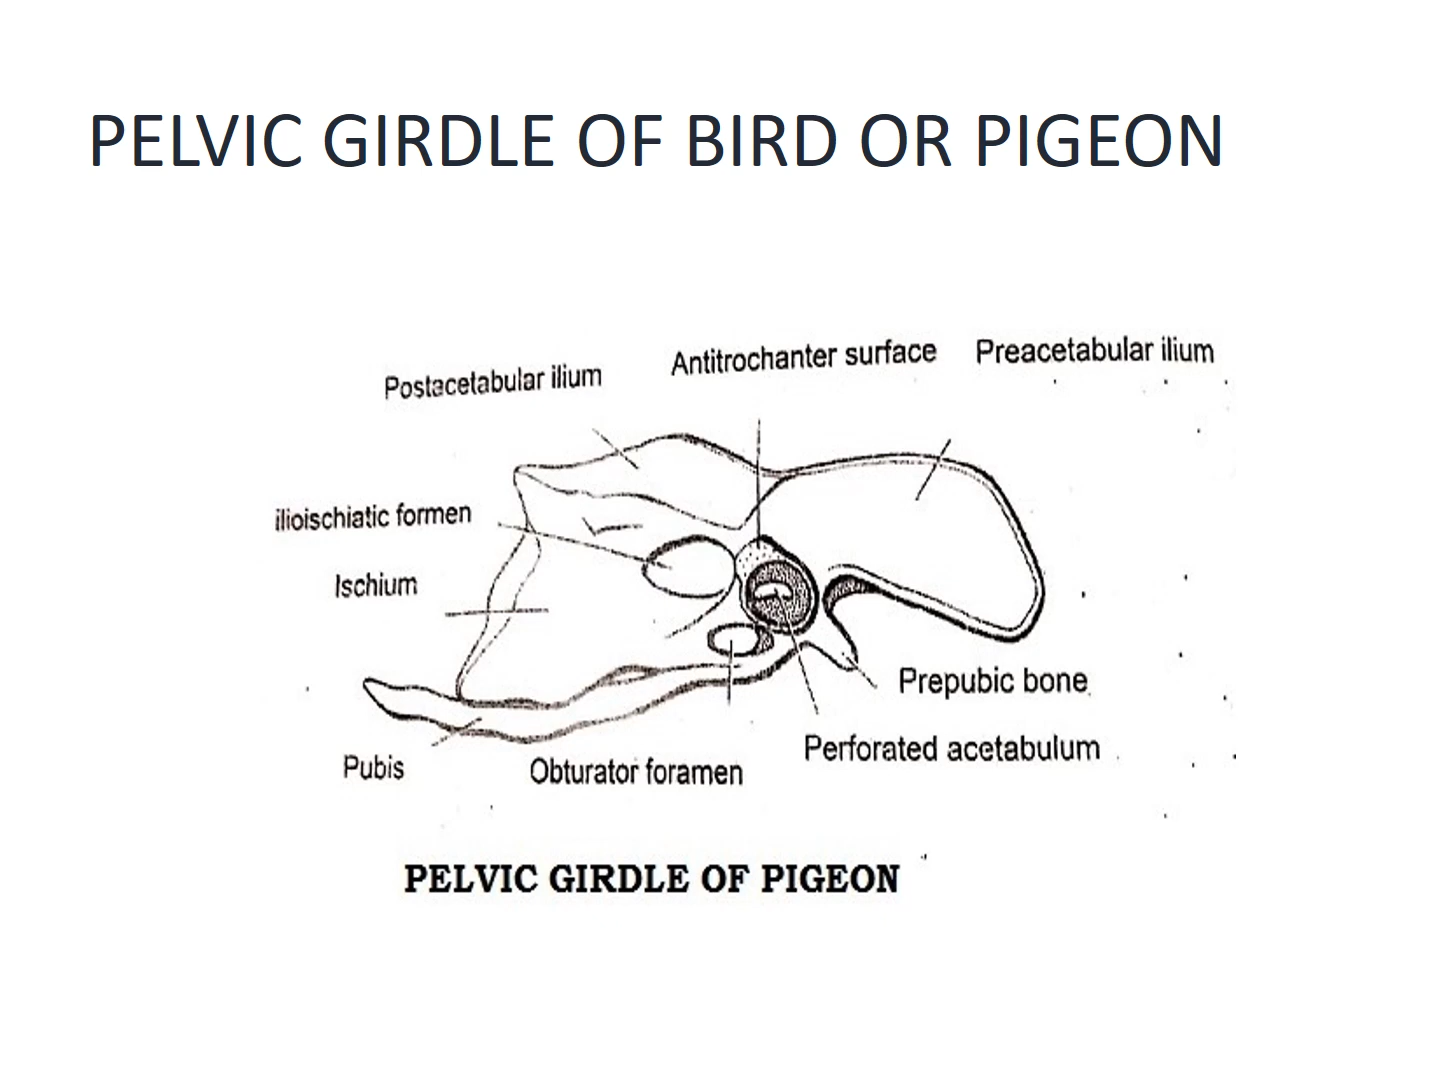 PELVIC GIRDLE OF BIRD OR PIGEON
Postacetabular ilium
Antitrochanter surface
Preacetabular ilium
ilioischiatic formen
Ischium
Prepubic bone
Perforated acetabulum
Pubis
Obturator foramen
PELVIC GIRDLE OF PIGEON